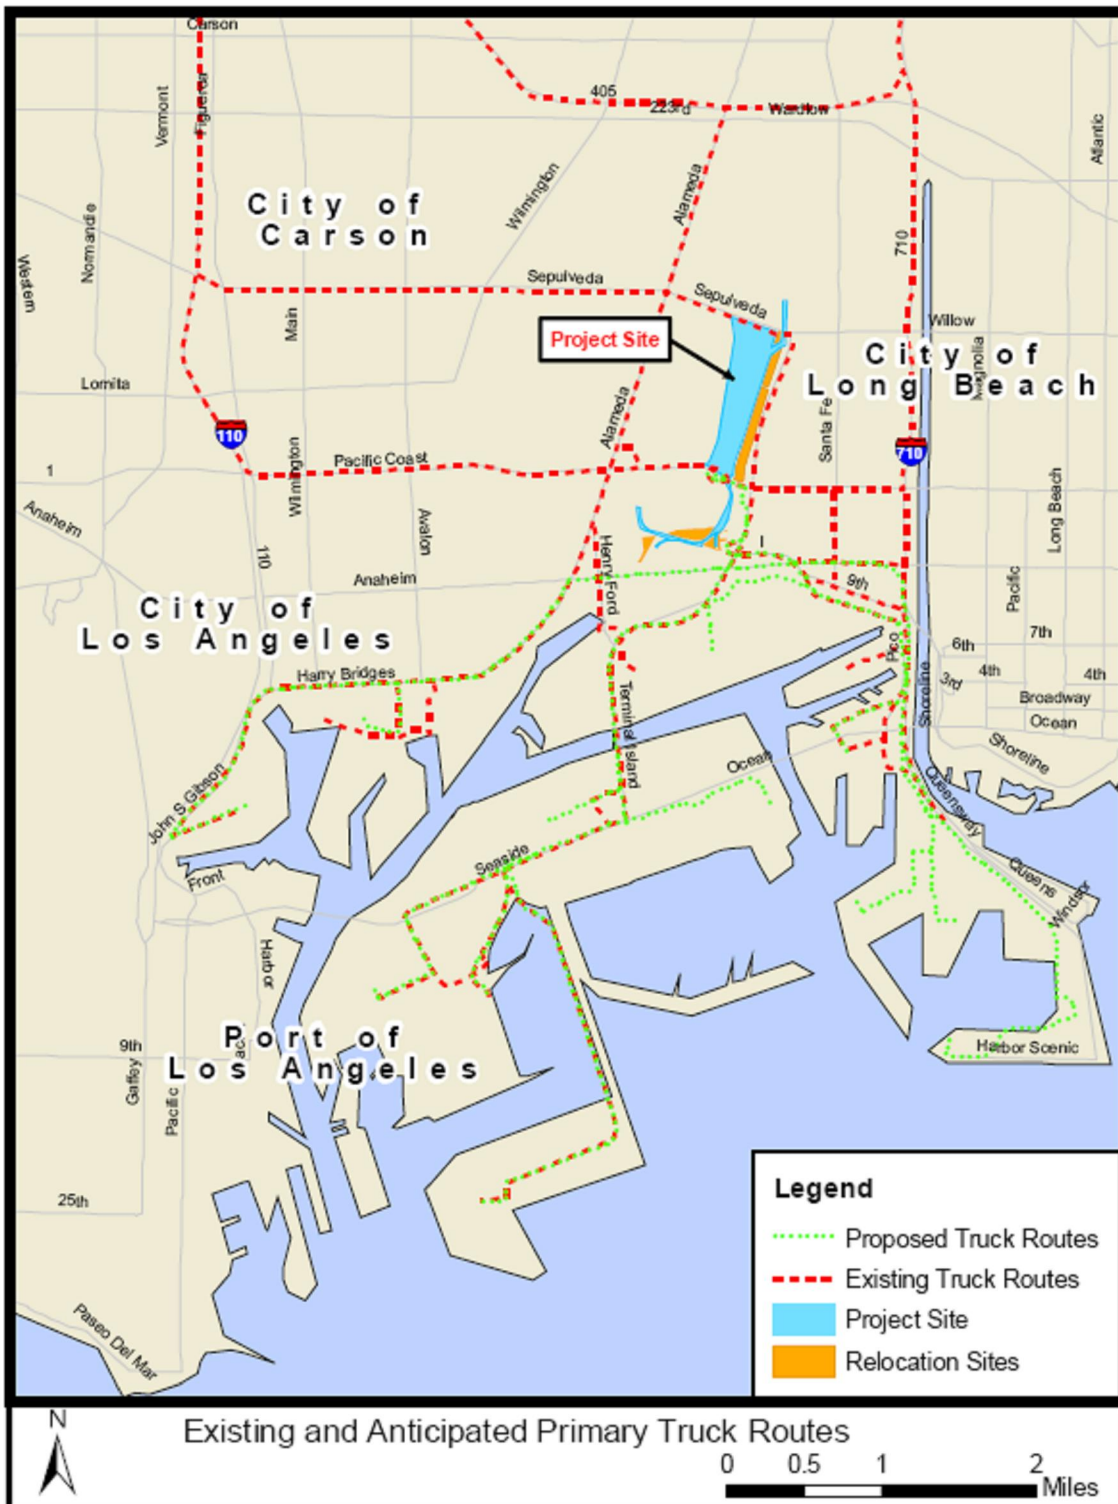 Carson
405
223rd
Wardlow
Vermont
Figueroa
Atlantic
City of
Carson
Wilmington
Alameda
Normandie
710
Western
Sepulveda
Sepulveda
Main
Willow
Project Site
City of
Long Beach
Magnolia
Lomita
Alameda
Santa Fe
110
710
Pacific Coast
1
Wilmington
Long Beach
Anaheim
Avalon
110
Henry Ford
I
Anaheim
9th
Pacific
City of
Los Angeles
Pico
7th
6th
Harry Bridges
4th
4th
3rd
Broadway
Shoreline
Ocean
Terminal Island
Shoreline
Ocean
John S Gibson
Queensway
Seaside
Front
Queens
Windsor
Harbor
Port of
Los Angeles
9th
Harbor Scenic
Gaffey
Pacific
25th
Paseo Del Mar
Legend
Proposed Truck Routes
Existing Truck Routes
Project Site
Relocation Sites
N
Existing and Anticipated Primary Truck Routes
0 0.5 1 2
Miles